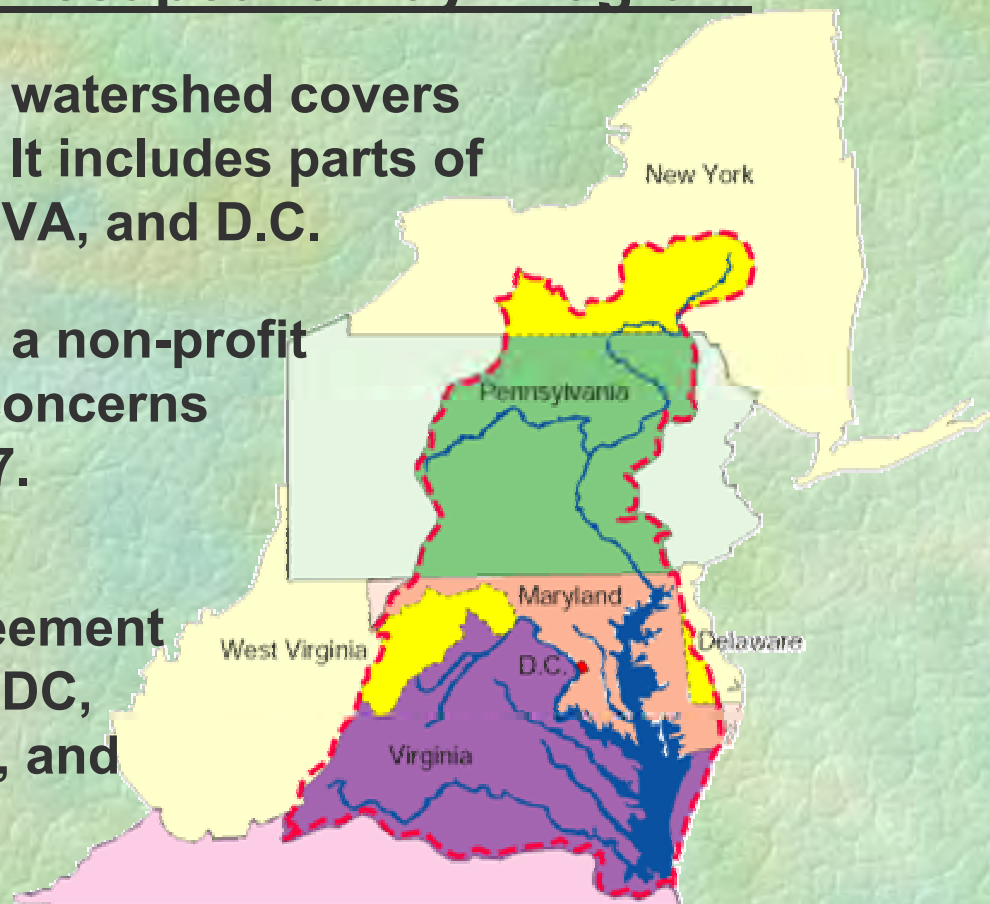 watershed covers
It includes parts of
VA, and D.C.
a non-profit
concerns
7.
eement
DC,
, and
New York
Pennsylvania
Maryland
West Virginia
Delaware
D.C.
Virginia